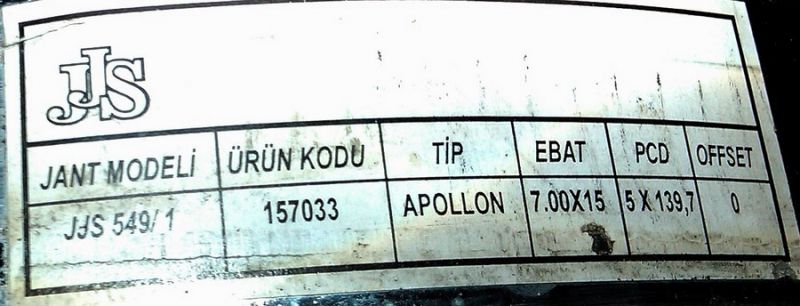 JJS
JANT MODELİ ÜRÜN KODU TİP EBAT PCD OFFSET
JJS 549/1 157033 APOLLON 7.00X15 5 X 139,7 0